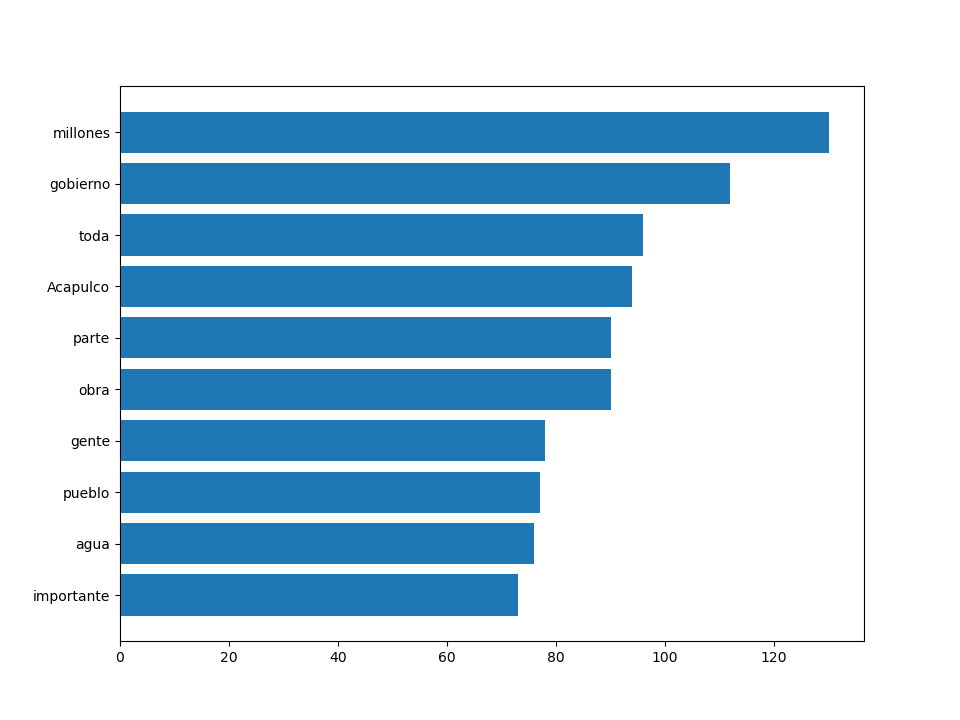 millones
gobierno
toda
Acapulco
parte
obra
gente
pueblo
agua
importante
0 20 40 60 80 100 120